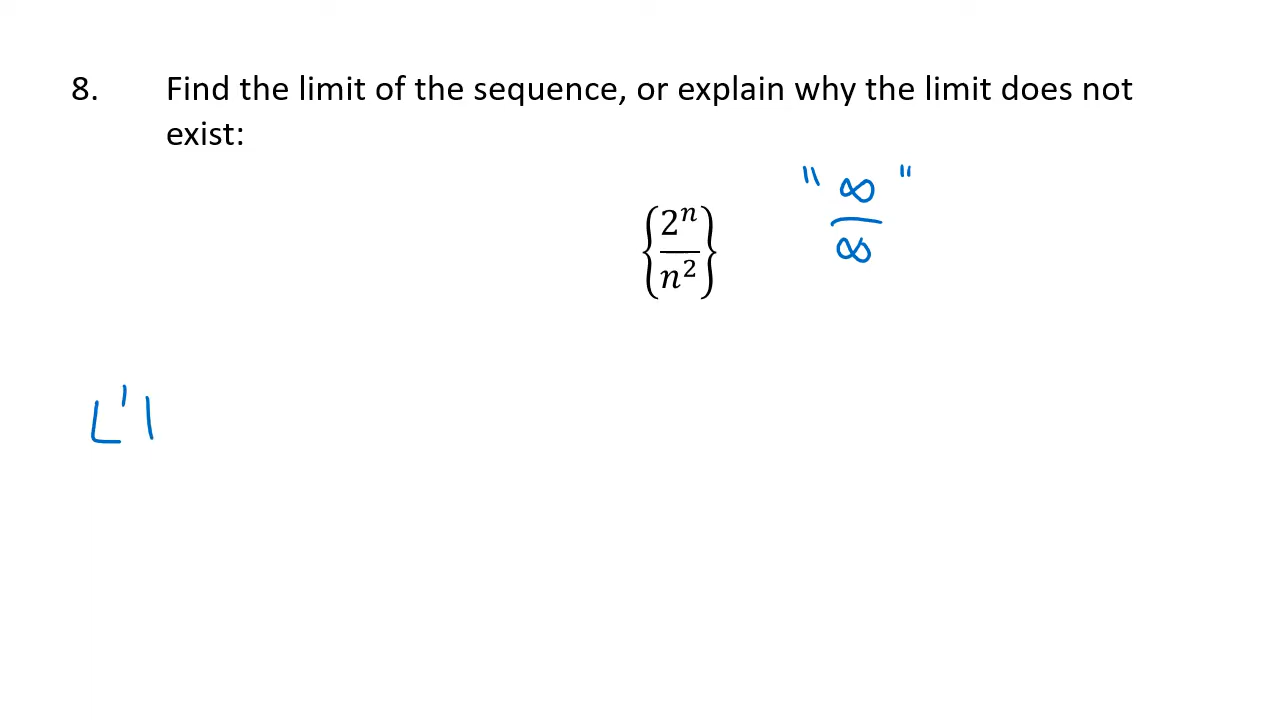 8. Find the limit of the sequence, or explain why the limit does not
exist:
{2^n/n^2} "∞/∞"
L'l